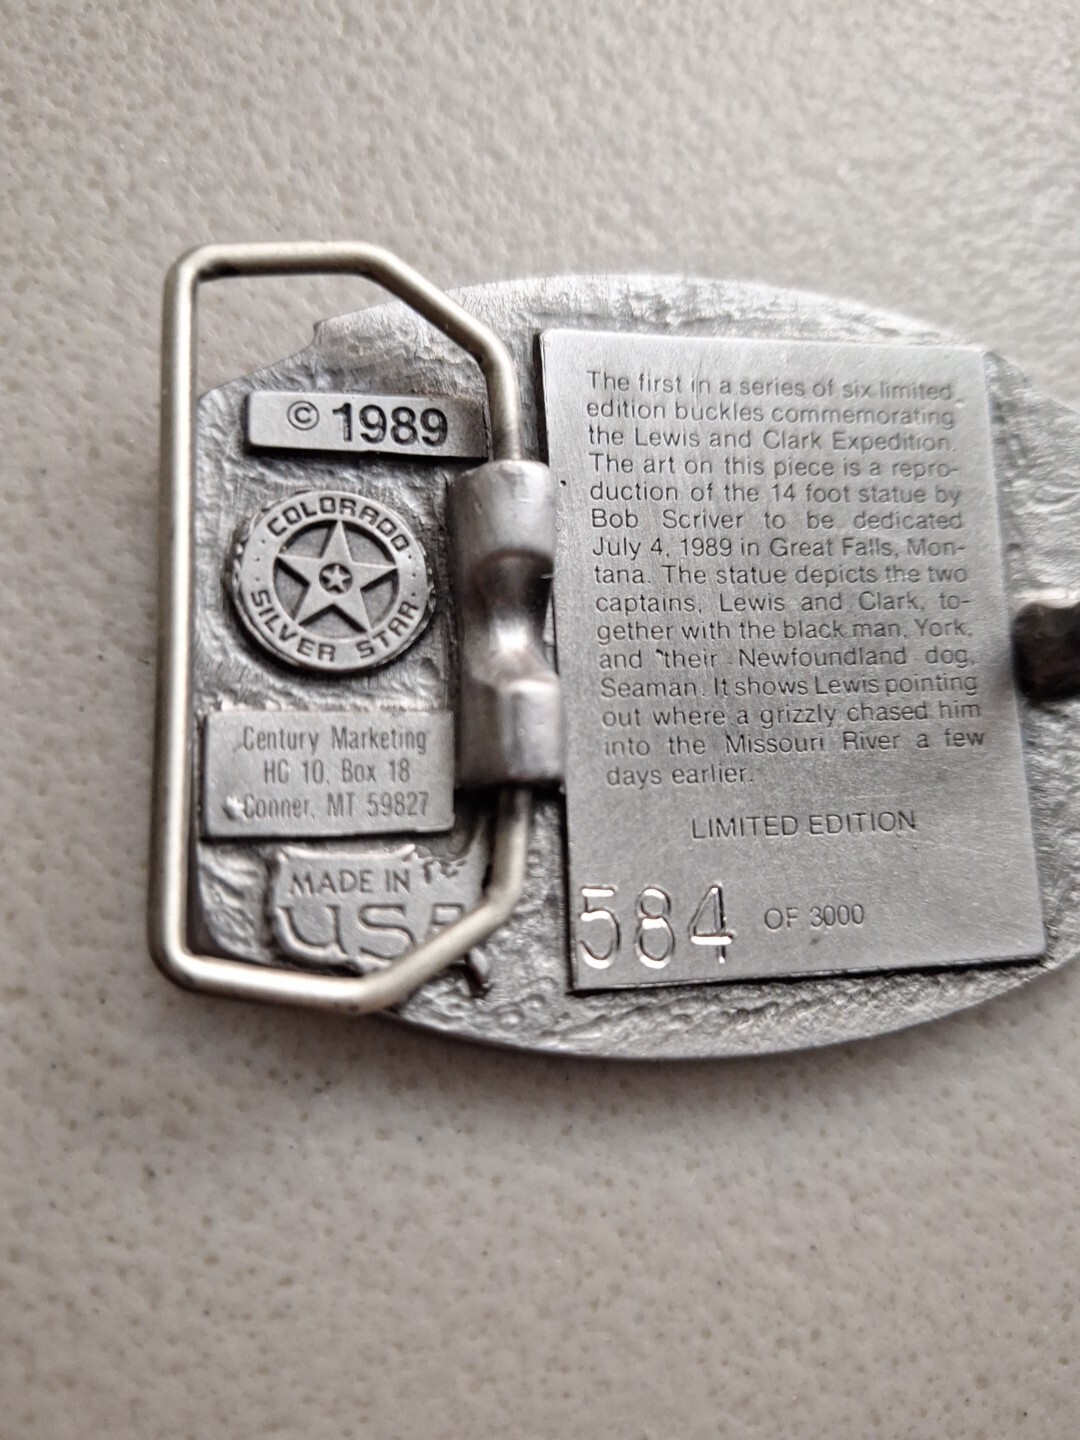 © 1989
COLORADO
SILVER STAR
Century Marketing
HC 10, Box 18
Conner, MT 59827
MADE IN
USA
The first in a series of six limited
edition buckles commemorating
the Lewis and Clark Expedition.
The art on this piece is a repro-
duction of the 14 foot statue by
Bob Scriver to be dedicated
July 4, 1989 in Great Falls, Mon-
tana. The statue depicts the two
captains, Lewis and Clark, to-
gether with the black man, York,
and their Newfoundland dog,
Seaman. It shows Lewis pointing
out where a grizzly chased him
into the Missouri River a few
days earlier.
LIMITED EDITION
584 OF 3000